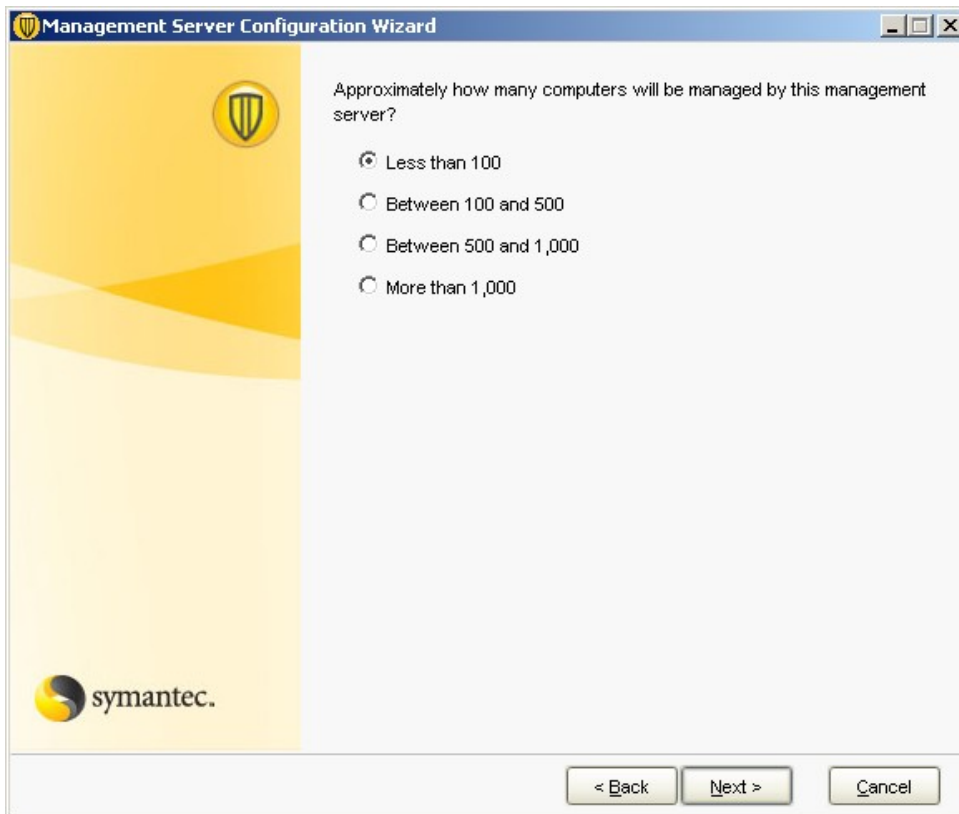 Management Server Configuration Wizard
Approximately how many computers will be managed by this management
server?
Less than 100
Between 100 and 500
Between 500 and 1,000
More than 1,000
symantec.
< Back
Next >
Cancel